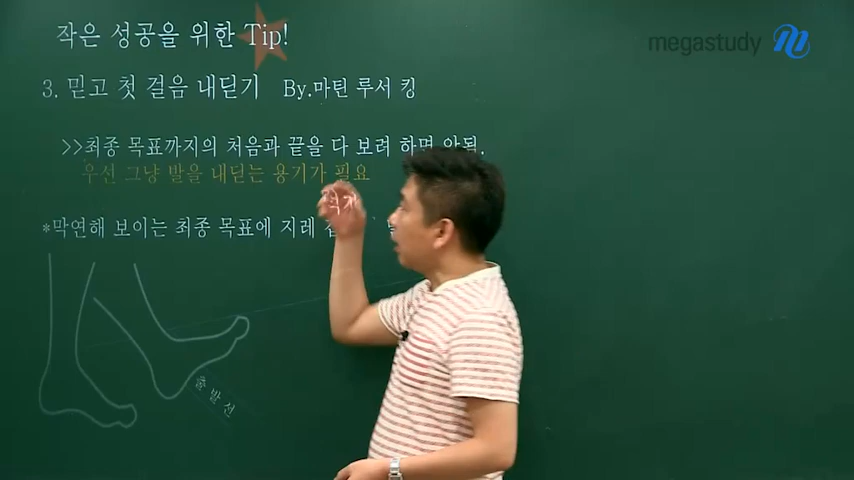 작은 성공을 위한 Tip!
megastudy
3. 믿고 첫 걸음 내딛기 By.마틴 루서 킹
>>최종 목표까지의 처음과 끝을 다 보려 하면 안됨.
우선 그냥 발을 내딛는 용기가 필요
*막연해 보이는 최종 목표에 지레
출발선